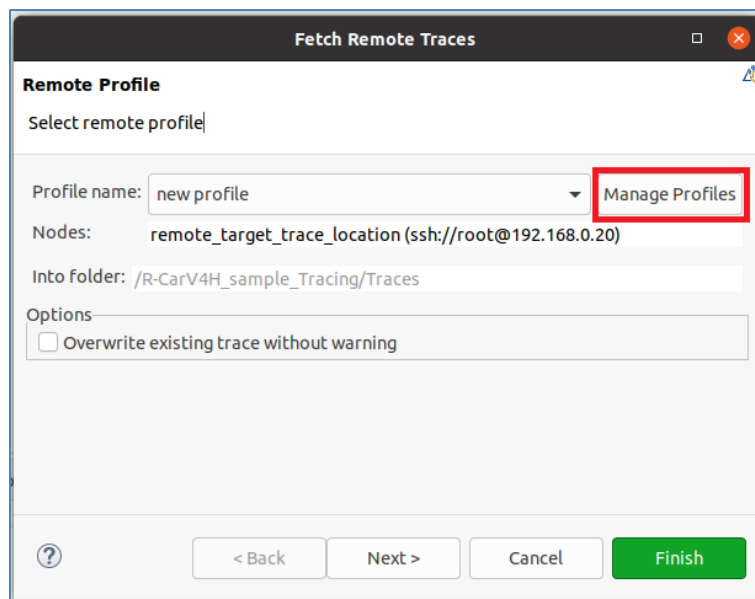 Fetch Remote Traces
Remote Profile
Select remote profile
Profile name: new profile Manage Profiles
Nodes: remote_target_trace_location (ssh://root@192.168.0.20)
Into folder: /R-CarV4H_sample_Tracing/Traces
Options
Overwrite existing trace without warning
? < Back Next > Cancel Finish